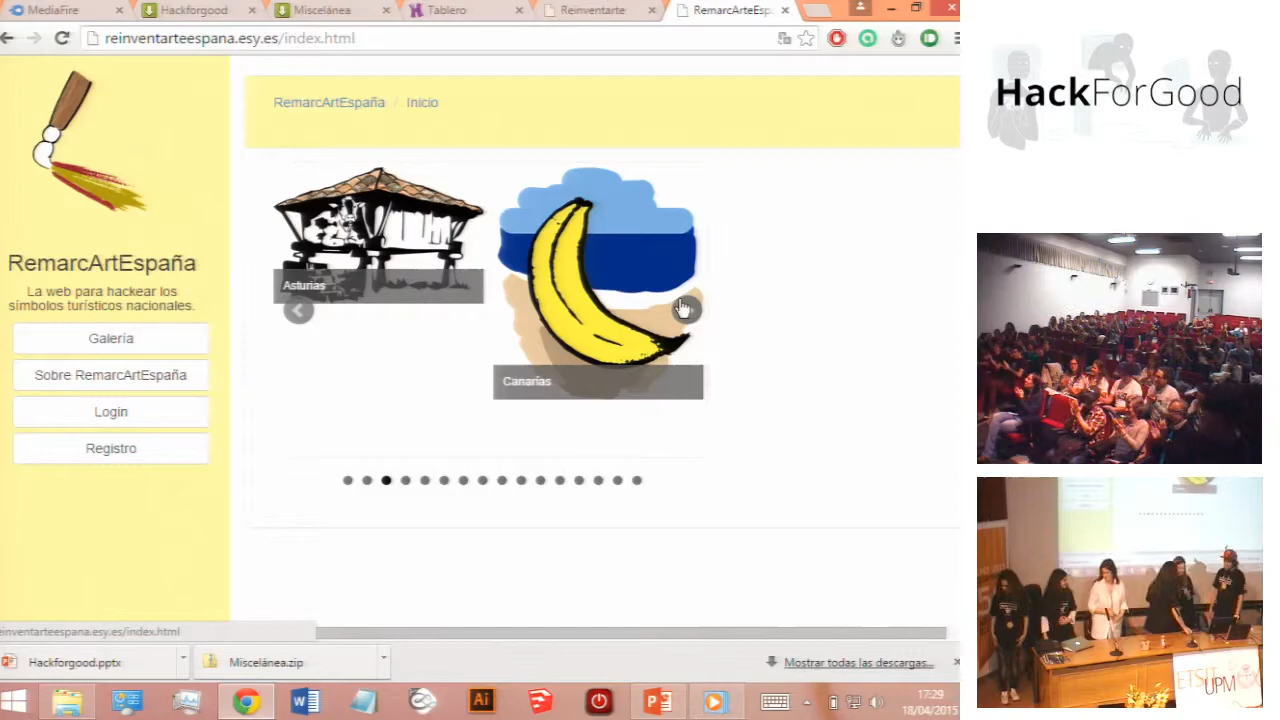 MediaFire
Hackforgood
Miscelánea
Tablero
Reinventarte
RemarcArteEsp
reinventarteespana.esy.es/index.html
HackForGood
RemarcArtEspaña / Inicio
Asturias
Canarias
RemarcArtEspaña
La web para hackear los
símbolos turísticos nacionales.
Galería
Sobre RemarcArtEspaña
Login
Registro
einventarteespana.esy.es/index.html
Hackforgood.pptx
Miscelánea.zip
Mostrar todas las descargas...
17:29
18/04/2015
ETSIT
UPM